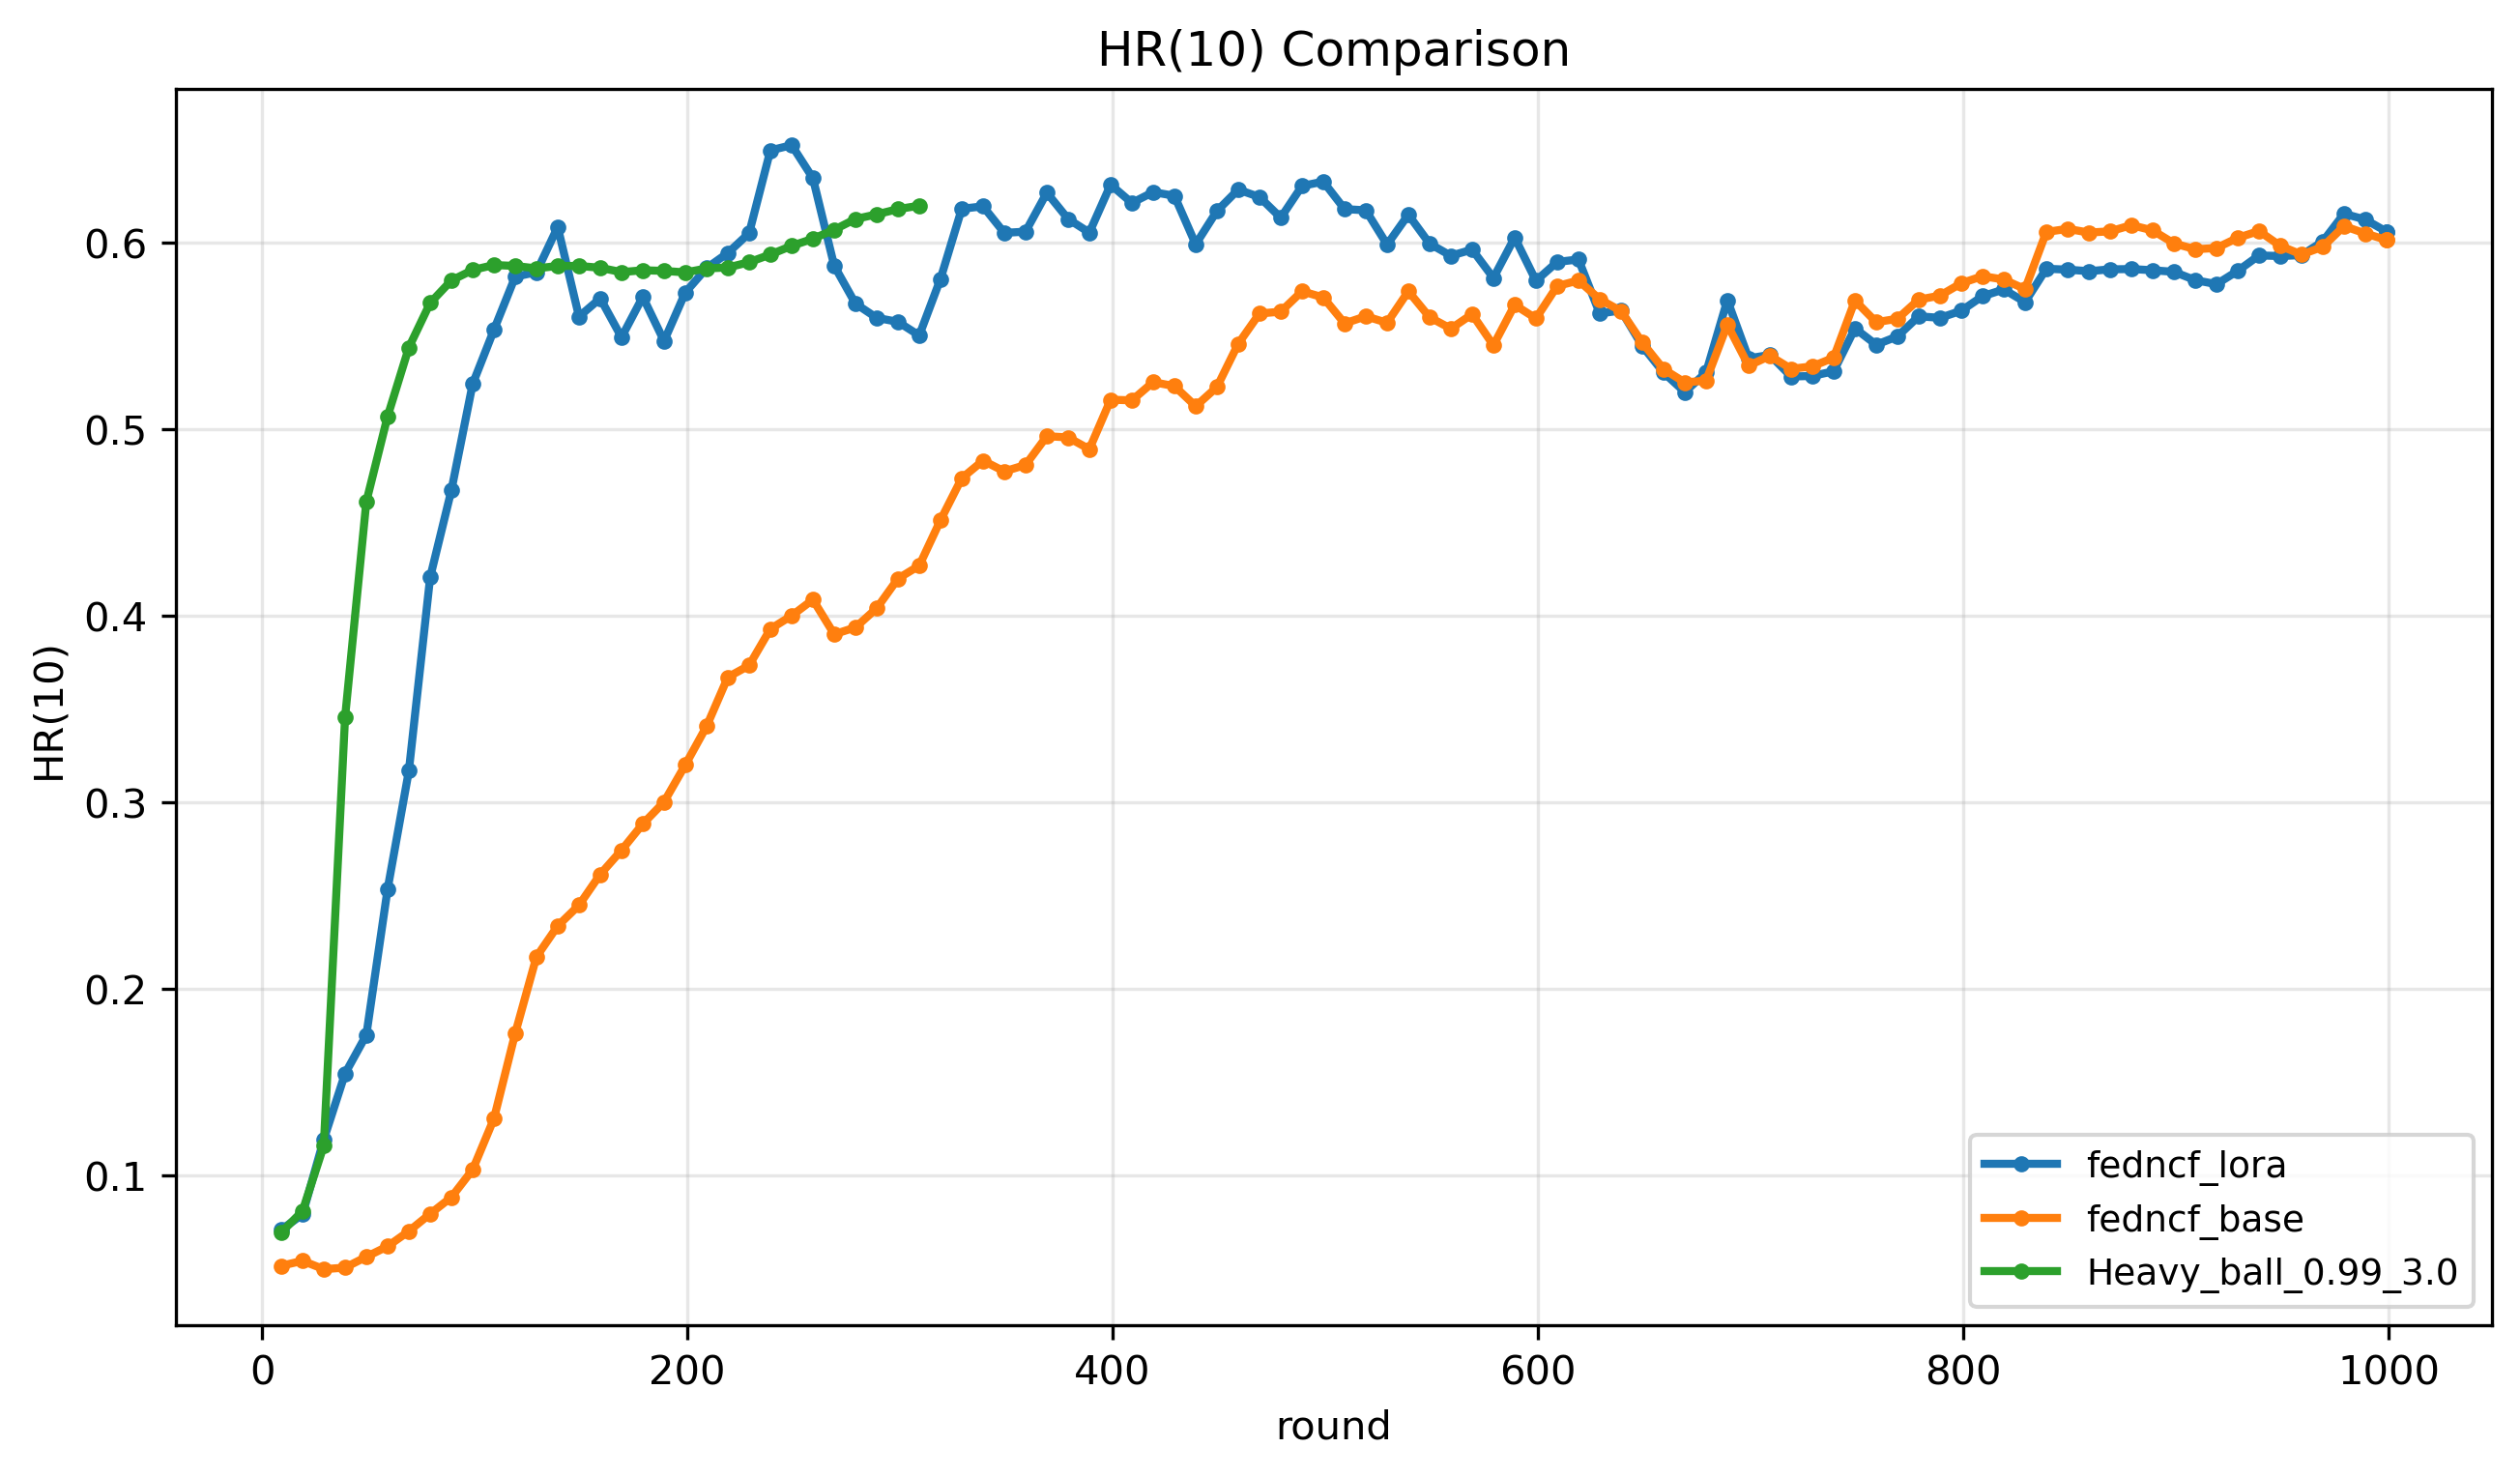 HR(10) Comparison
HR(10)
0.6
0.5
0.4
0.3
0.2
0.1
0 200 400 600 800 1000
round
fedncf_lora
fedncf_base
Heavy_ball_0.99_3.0